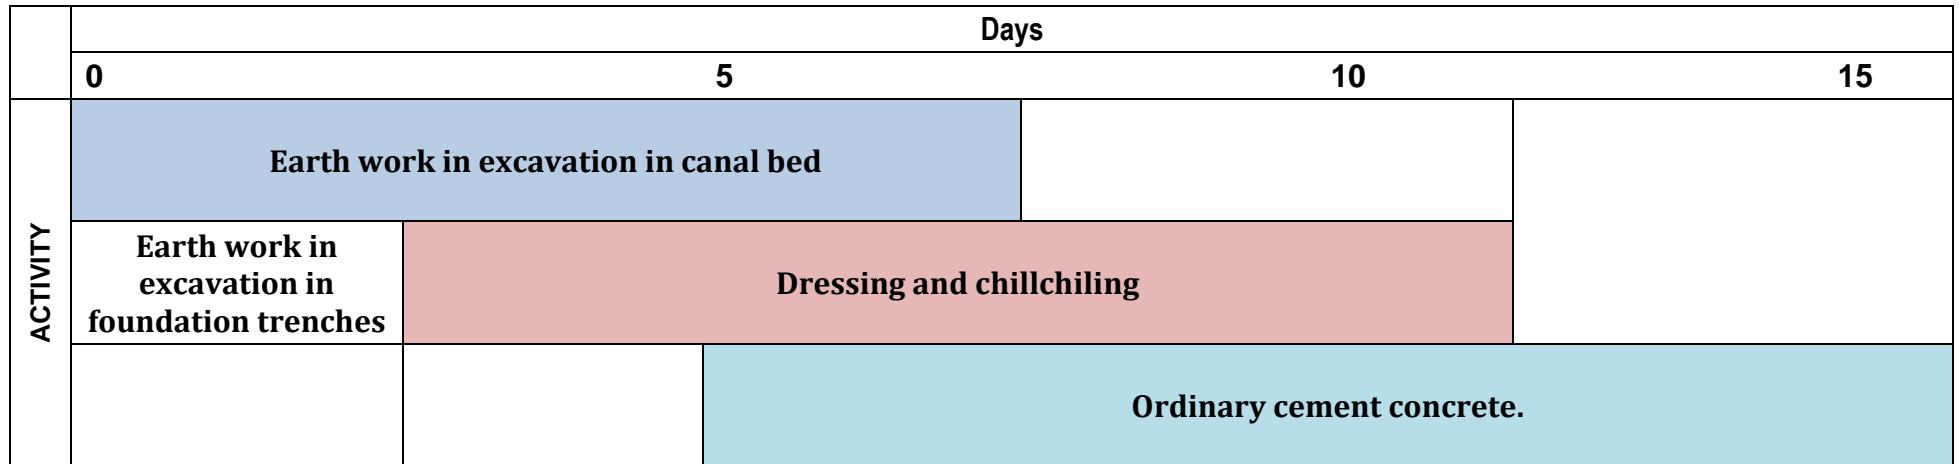 Days
0 5 10 15
ACTIVITY
Earth work in excavation in canal bed
Earth work in
excavation in
foundation trenches
Dressing and chillchiling
Ordinary cement concrete.